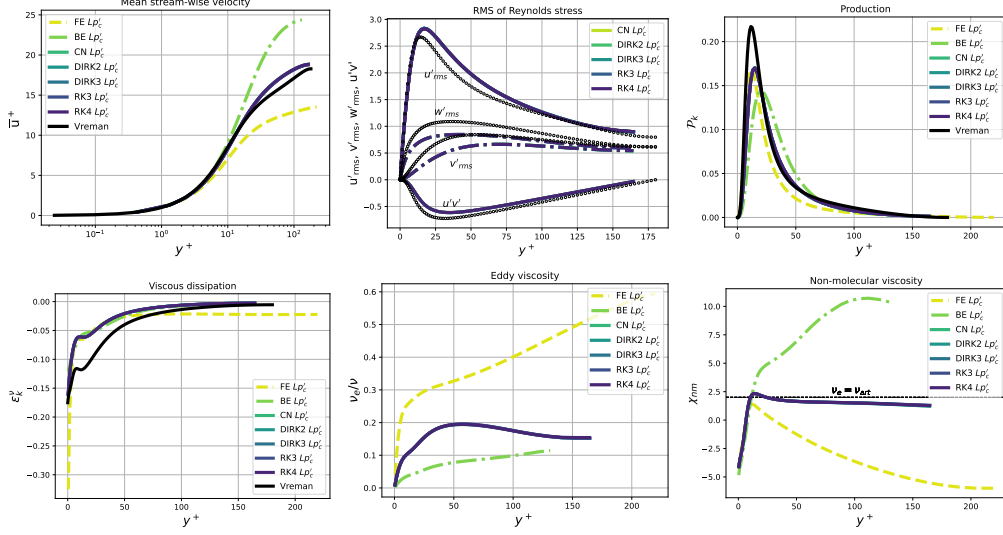 Mean stream-wise velocity
25
20
15
10
5
0
10⁻¹
10⁰
10¹
10²
u̅⁺
y⁺
FE Lp′c
BE Lp′c
CN Lp′c
DIRK2 Lp′c
DIRK3 Lp′c
RK3 Lp′c
RK4 Lp′c
Vreman
RMS of Reynolds stress
3.0
2.5
2.0
1.5
1.0
0.5
0.0
−0.5
0
25
50
75
100
125
150
175
u′rms, v′rms, w′rms, u′v′
y⁺
u′rms
w′rms
v′rms
u′v′
CN Lp′c
DIRK2 Lp′c
DIRK3 Lp′c
RK3 Lp′c
RK4 Lp′c
Production
0.20
0.15
0.10
0.05
0.00
0
50
100
150
200
𝒫k
y⁺
FE Lp′c
BE Lp′c
CN Lp′c
DIRK2 Lp′c
DIRK3 Lp′c
RK3 Lp′c
RK4 Lp′c
Vreman
Viscous dissipation
0.00
−0.05
−0.10
−0.15
−0.20
−0.25
−0.30
0
50
100
150
200
ενk
y⁺
FE Lp′c
BE Lp′c
CN Lp′c
DIRK2 Lp′c
DIRK3 Lp′c
RK3 Lp′c
RK4 Lp′c
Vreman
Eddy viscosity
0.6
0.5
0.4
0.3
0.2
0.1
0.0
0
50
100
150
200
νe/ν
y⁺
FE Lp′c
BE Lp′c
CN Lp′c
DIRK2 Lp′c
DIRK3 Lp′c
RK3 Lp′c
RK4 Lp′c
Non-molecular viscosity
10.0
7.5
5.0
2.5
0.0
−2.5
−5.0
0
50
100
150
200
χnm
y⁺
FE Lp′c
BE Lp′c
CN Lp′c
DIRK2 Lp′c
DIRK3 Lp′c
RK3 Lp′c
RK4 Lp′c